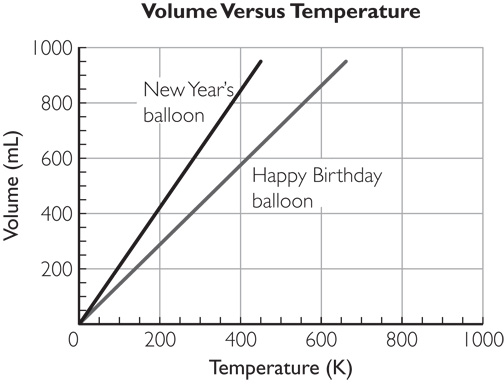 Volume Versus Temperature
1000
800
600
400
200
0
200
400
600
800
1000
Volume (mL)
Temperature (K)
New Year's
balloon
Happy Birthday
balloon